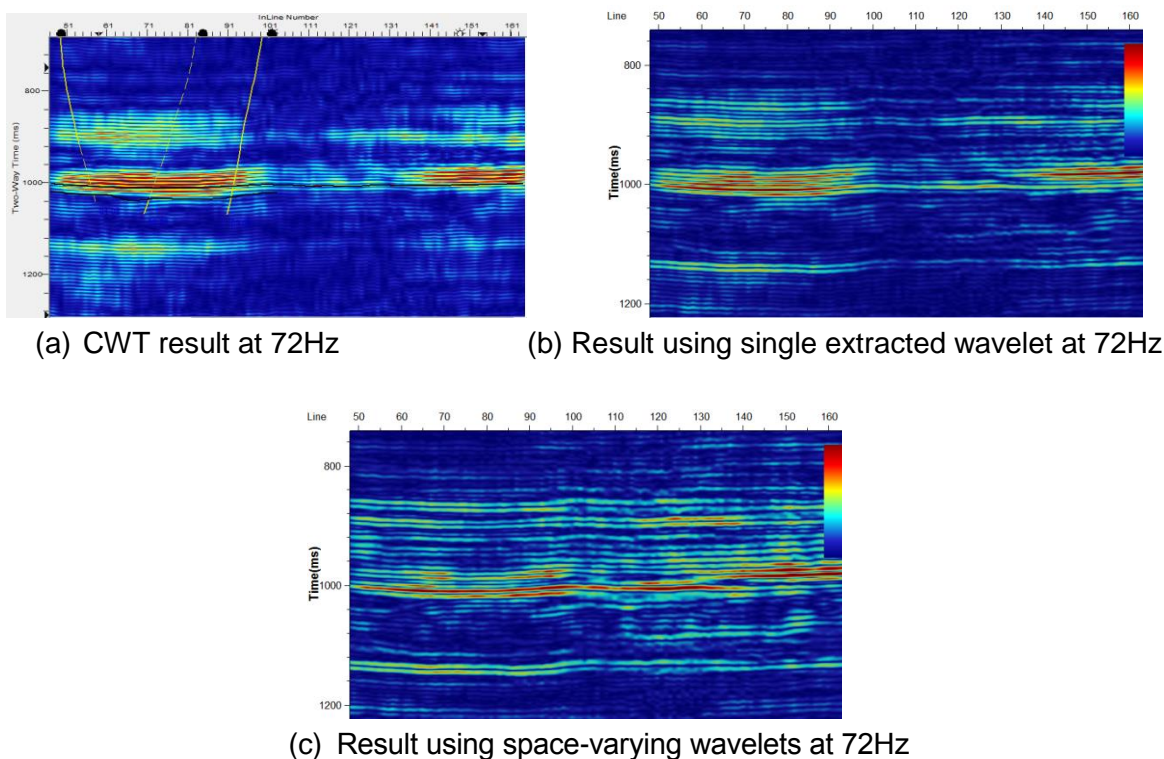 InLine Number
51 61 71 81 91 101 111 121 131 141 151 161
Two-Way Time (ms)
800
1000
1200
(a) CWT result at 72Hz
Line 50 60 70 80 90 100 110 120 130 140 150 160
Time(ms)
800
1000
1200
(b) Result using single extracted wavelet at 72Hz
Line 50 60 70 80 90 100 110 120 130 140 150 160
Time(ms)
800
1000
1200
(c) Result using space-varying wavelets at 72Hz